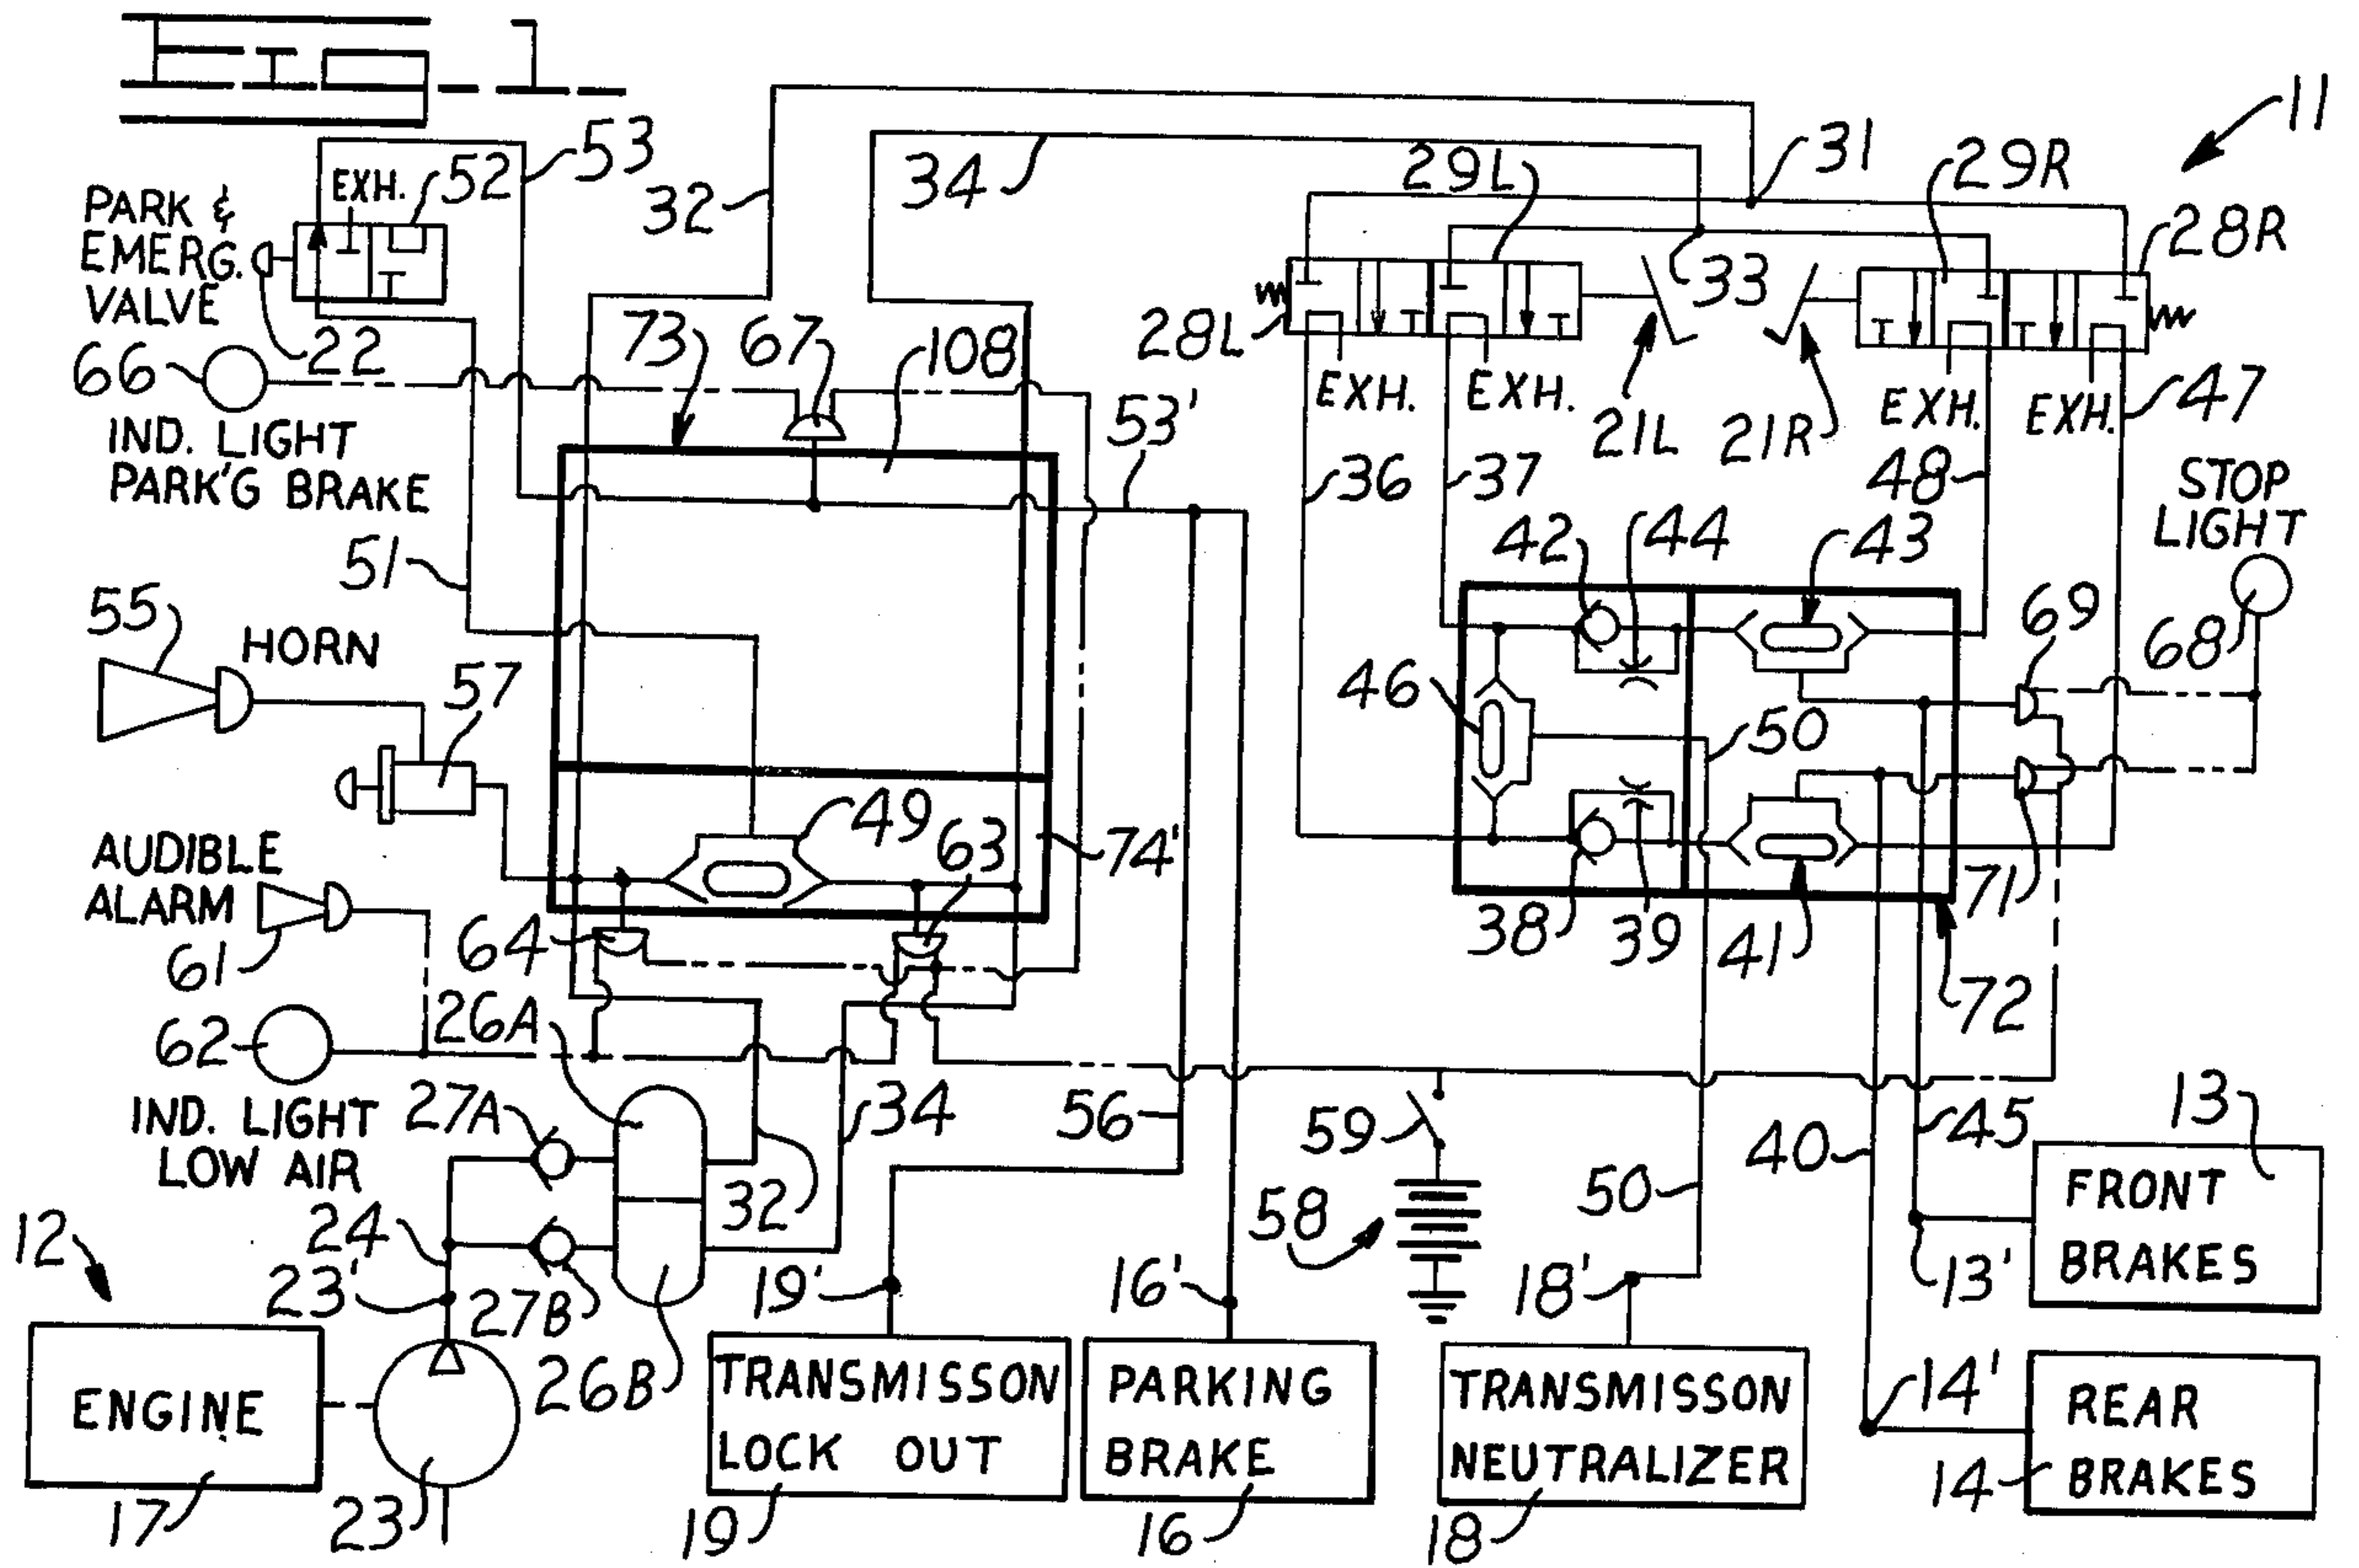 11
53
52
EXH.
32
34
31
29L
29R
28R
PARK &
EMERG.
VALVE
22
33
28L
EXH.
EXH.
21L
21R
EXH.
EXH.
47
66
IND. LIGHT
PARK'G BRAKE
73
67
108
53'
36
37
48
STOP
LIGHT
51
42
44
43
69
68
55
HORN
57
46
50
49
63
74'
AUDIBLE
ALARM
61
64
38
39
41
71
72
62
26A
IND. LIGHT
LOW AIR
27A
34
32
56
59
58
50
40
45
13
FRONT
BRAKES
13'
12
24
23'
27B
26B
19'
16'
18'
14'
ENGINE
17
23
TRANSMISSON
LOCK OUT
19
PARKING
BRAKE
16
TRANSMISSON
NEUTRALIZER
18
REAR
BRAKES
14